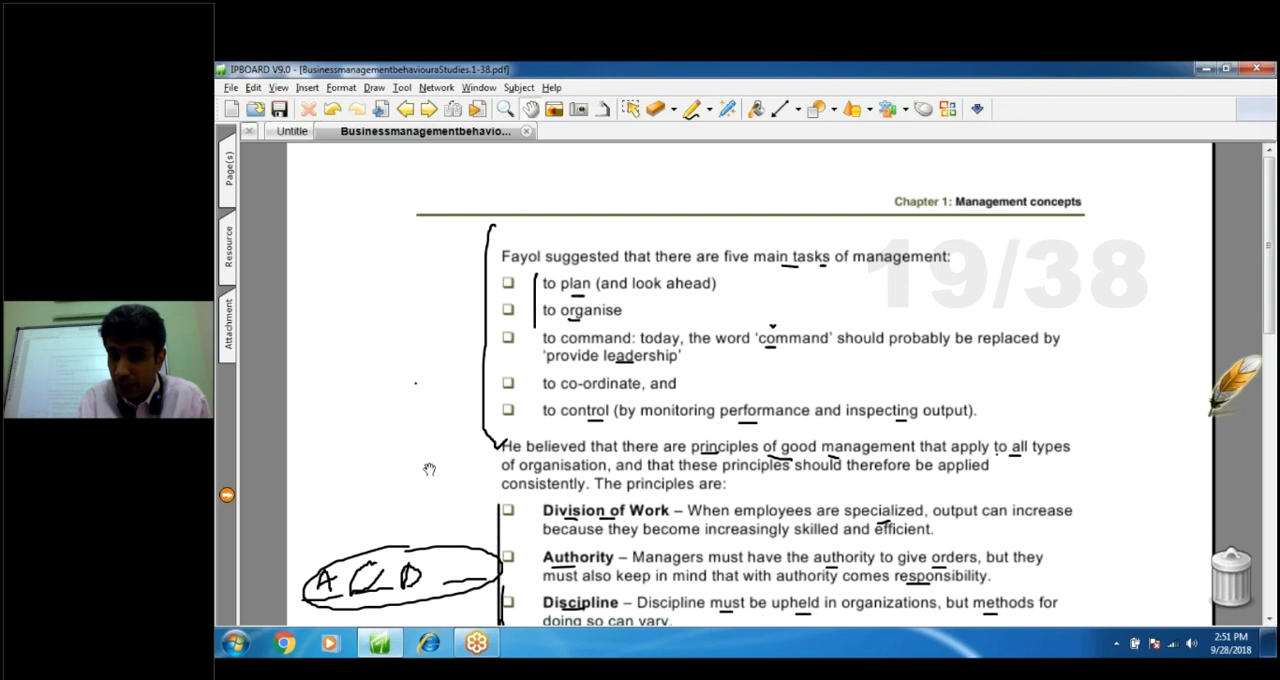 IPBOARD V9.0 - [BusinessmanagementbehaviouraStudies.1-38.pdf]
File Edit View Insert Format Draw Tool Network Window Subject Help
Untitle Businessmanagementbehavio...
Page(s)
Resource
Attachment
Chapter 1: Management concepts
19/38
Fayol suggested that there are five main tasks of management:
to plan (and look ahead)
to organise
to command: today, the word ‘command’ should probably be replaced by
‘provide leadership’
to co-ordinate, and
to control (by monitoring performance and inspecting output).
He believed that there are principles of good management that apply to all types
of organisation, and that these principles should therefore be applied
consistently. The principles are:
Division of Work – When employees are specialized, output can increase
because they become increasingly skilled and efficient.
Authority – Managers must have the authority to give orders, but they
must also keep in mind that with authority comes responsibility.
A C D
Discipline – Discipline must be upheld in organizations, but methods for
doing so can vary.
2:51 PM
9/28/2018